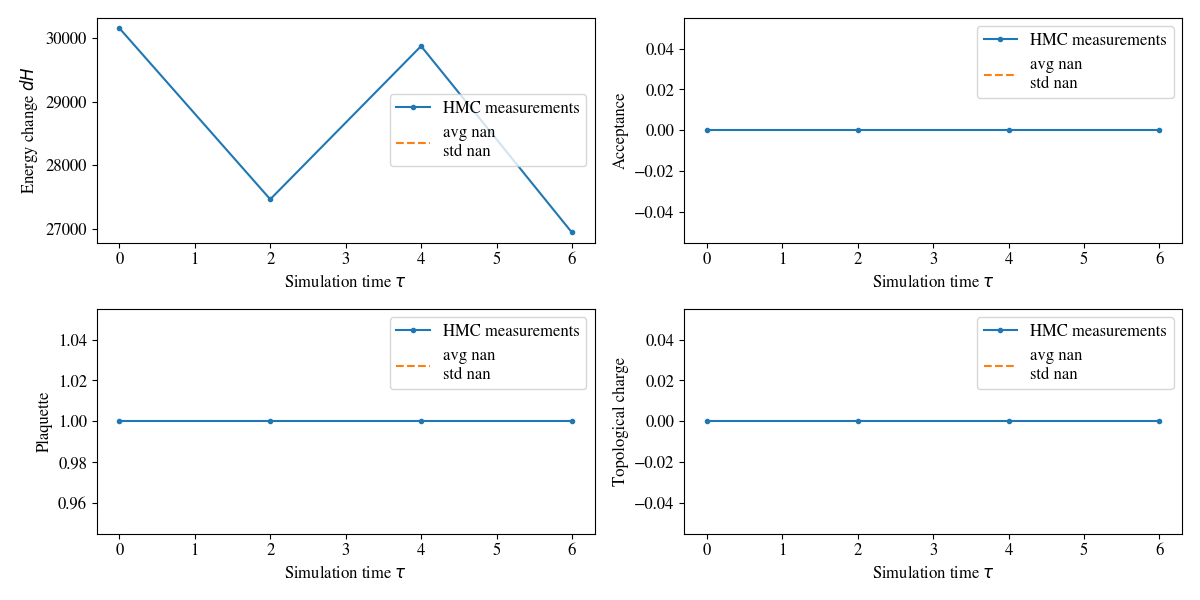 30000
29000
28000
27000
Energy change dH
HMC measurements
avg nan
std nan
0 1 2 3 4 5 6
Simulation time τ
0.04
0.02
0.00
−0.02
−0.04
Acceptance
HMC measurements
avg nan
std nan
0 1 2 3 4 5 6
Simulation time τ
1.04
1.02
1.00
0.98
0.96
Plaquette
HMC measurements
avg nan
std nan
0 1 2 3 4 5 6
Simulation time τ
0.04
0.02
0.00
−0.02
−0.04
Topological charge
HMC measurements
avg nan
std nan
0 1 2 3 4 5 6
Simulation time τ